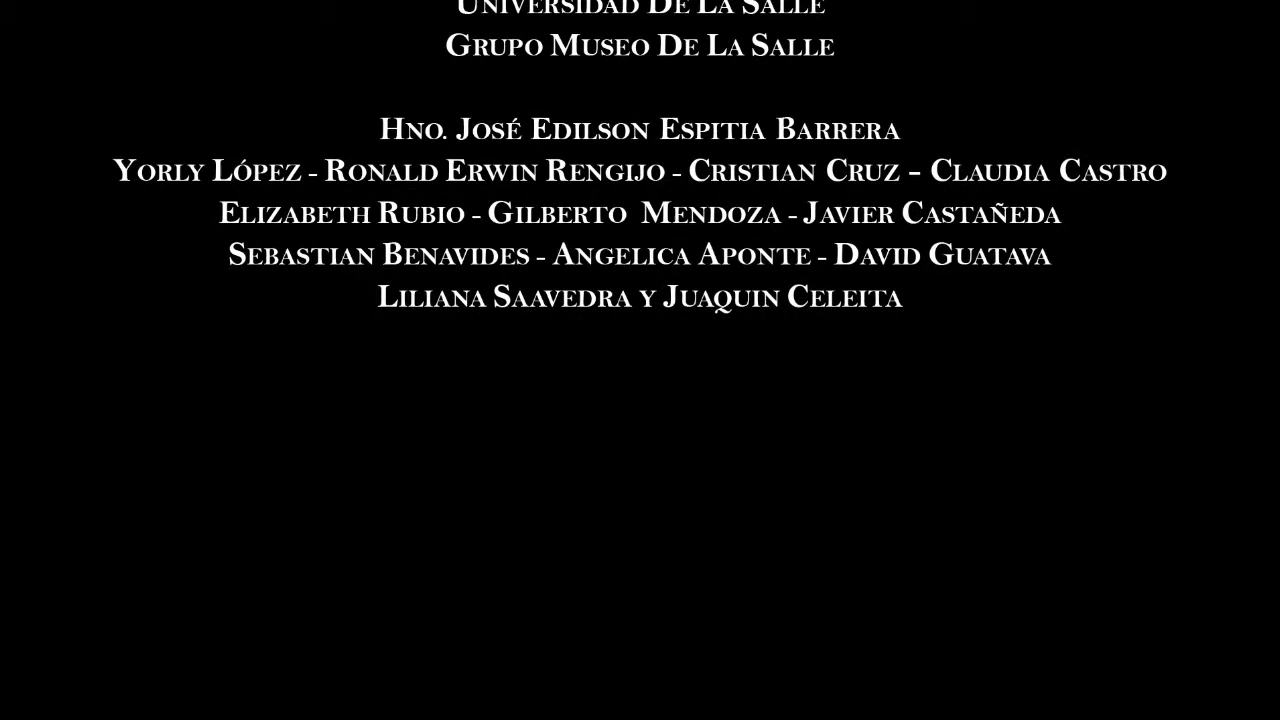 Universidad De La Salle
Grupo Museo De La Salle
Hno. José Edilson Espitia Barrera
Yorly López - Ronald Erwin Rengijo - Cristian Cruz – Claudia Castro
Elizabeth Rubio - Gilberto Mendoza - Javier Castañeda
Sebastian Benavides - Angelica Aponte - David Guatava
Liliana Saavedra y Juaquin Celeita